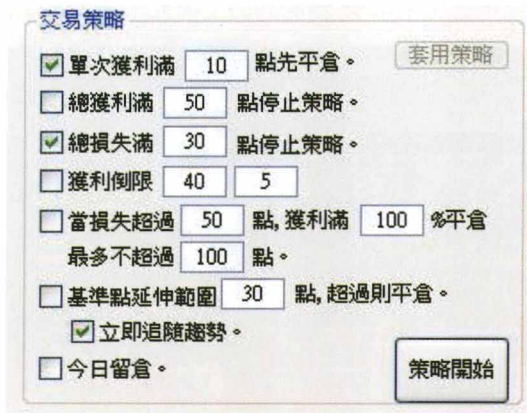 交易策略
單次獲利滿 10 點先平倉。 套用策略
總獲利滿 50 點停止策略。
總損失滿 30 點停止策略。
獲利倒限 40 5
當損失超過 50 點,獲利滿 100 %平倉
最多不超過 100 點。
基準點延伸範圍 30 點,超過則平倉。
立即追隨趨勢。
今日留倉。 策略開始